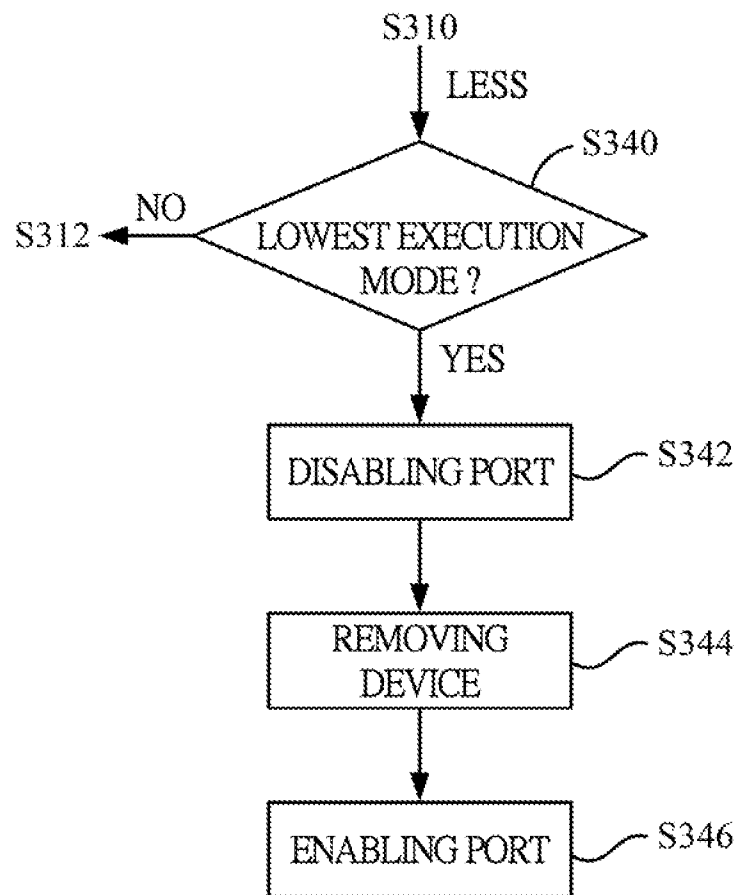 S310
LESS
S340
NO
S312
LOWEST EXECUTION
MODE ?
YES
DISABLING PORT
S342
REMOVING
DEVICE
S344
ENABLING PORT
S346